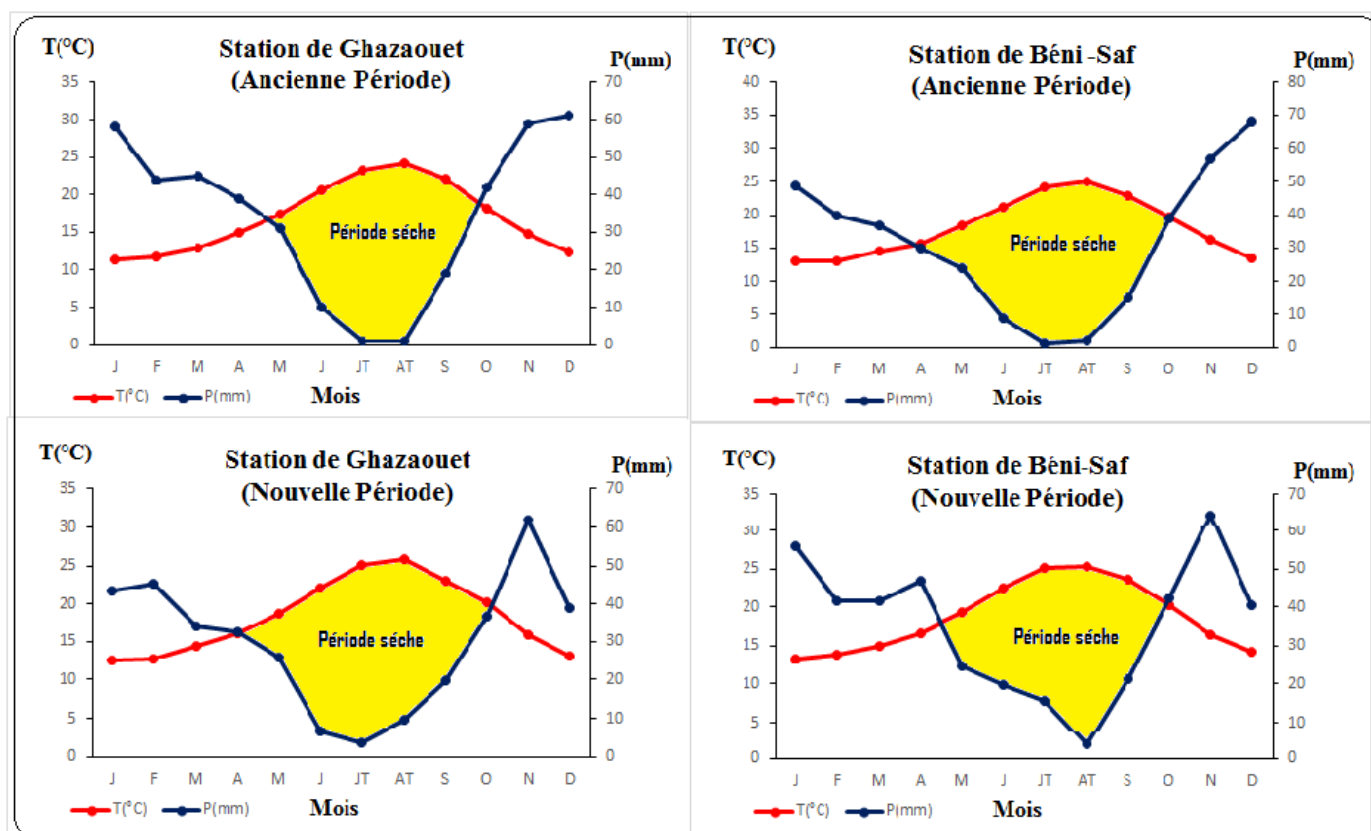 T(°C)
Station de Ghazaouet
(Ancienne Période)
P(mm)
35
30
25
20
15
10
5
0
70
60
50
40
30
20
10
0
Période séche
J F M A M J JT AT S O N D
T(°C) P(mm)
Mois
T(°C)
Station de Béni -Saf
(Ancienne Période)
P(mm)
40
35
30
25
20
15
10
5
0
80
70
60
50
40
30
20
10
0
Période séche
J F M A M J JT AT S O N D
T(°C) P(mm)
Mois
T(°C)
Station de Ghazaouet
(Nouvelle Période)
P(mm)
35
30
25
20
15
10
5
0
70
60
50
40
30
20
10
0
Période séche
J F M A M J JT AT S O N D
T(°C) P(mm)
Mois
T(°C)
Station de Béni-Saf
(Nouvelle Période)
P(mm)
35
30
25
20
15
10
5
0
70
60
50
40
30
20
10
0
Période séche
J F M A M J JT AT S O N D
T(°C) P(mm)
Mois